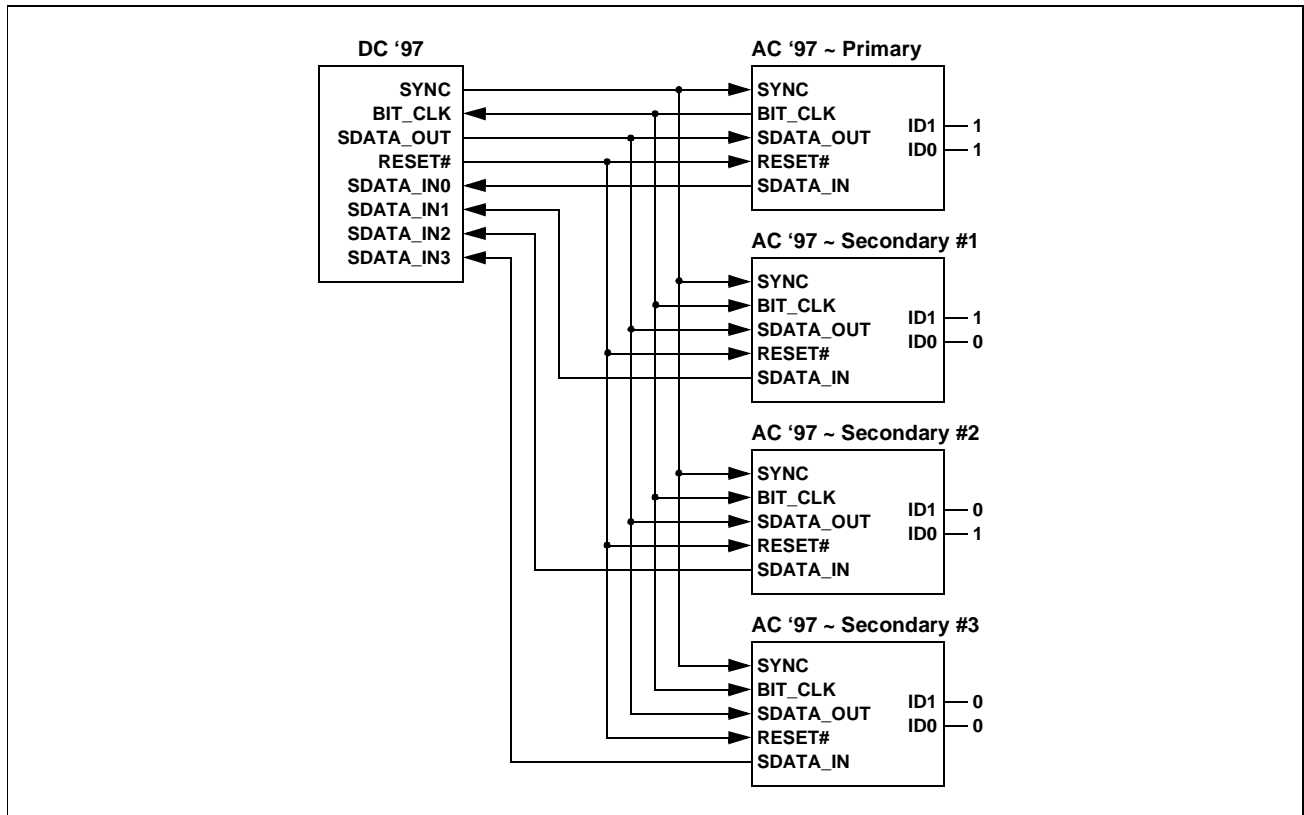 DC ‘97
SYNC
BIT_CLK
SDATA_OUT
RESET#
SDATA_IN0
SDATA_IN1
SDATA_IN2
SDATA_IN3
AC ‘97 ~ Primary
SYNC
BIT_CLK
SDATA_OUT
RESET#
SDATA_IN
ID1 1
ID0 1
AC ‘97 ~ Secondary #1
SYNC
BIT_CLK
SDATA_OUT
RESET#
SDATA_IN
ID1 1
ID0 0
AC ‘97 ~ Secondary #2
SYNC
BIT_CLK
SDATA_OUT
RESET#
SDATA_IN
ID1 0
ID0 1
AC ‘97 ~ Secondary #3
SYNC
BIT_CLK
SDATA_OUT
RESET#
SDATA_IN
ID1 0
ID0 0